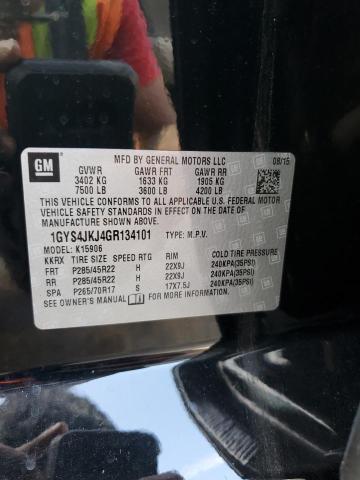 GM
MFD BY GENERAL MOTORS LLC 08/15
GVWR GAWR FRT GAWR RR
3402 KG 1633 KG 1905 KG
7500 LB 3600 LB 4200 LB
THIS VEHICLE CONFORMS TO ALL APPLICABLE U.S. FEDERAL MOTOR
VEHICLE SAFETY, BUMPER, AND THEFT PREVENTION STANDARDS IN EFFECT ON THE DATE OF
MANUFACTURE SHOWN ABOVE.
1GYS4JKJ4GR134101 TYPE: M.P.V.
MODEL: K15906
KKRX TIRE SIZE SPEED RTG RIM COLD TIRE PRESSURE
FRT P285/45R22 H 22X9J 240KPA(35PSI)
RR P285/45R22 H 22X9J 240KPA(35PSI)
SPA P265/70R17 S 17X7.5J 240KPA(35PSI)
SEE OWNER'S MANUAL FOR MORE INFORMATION.